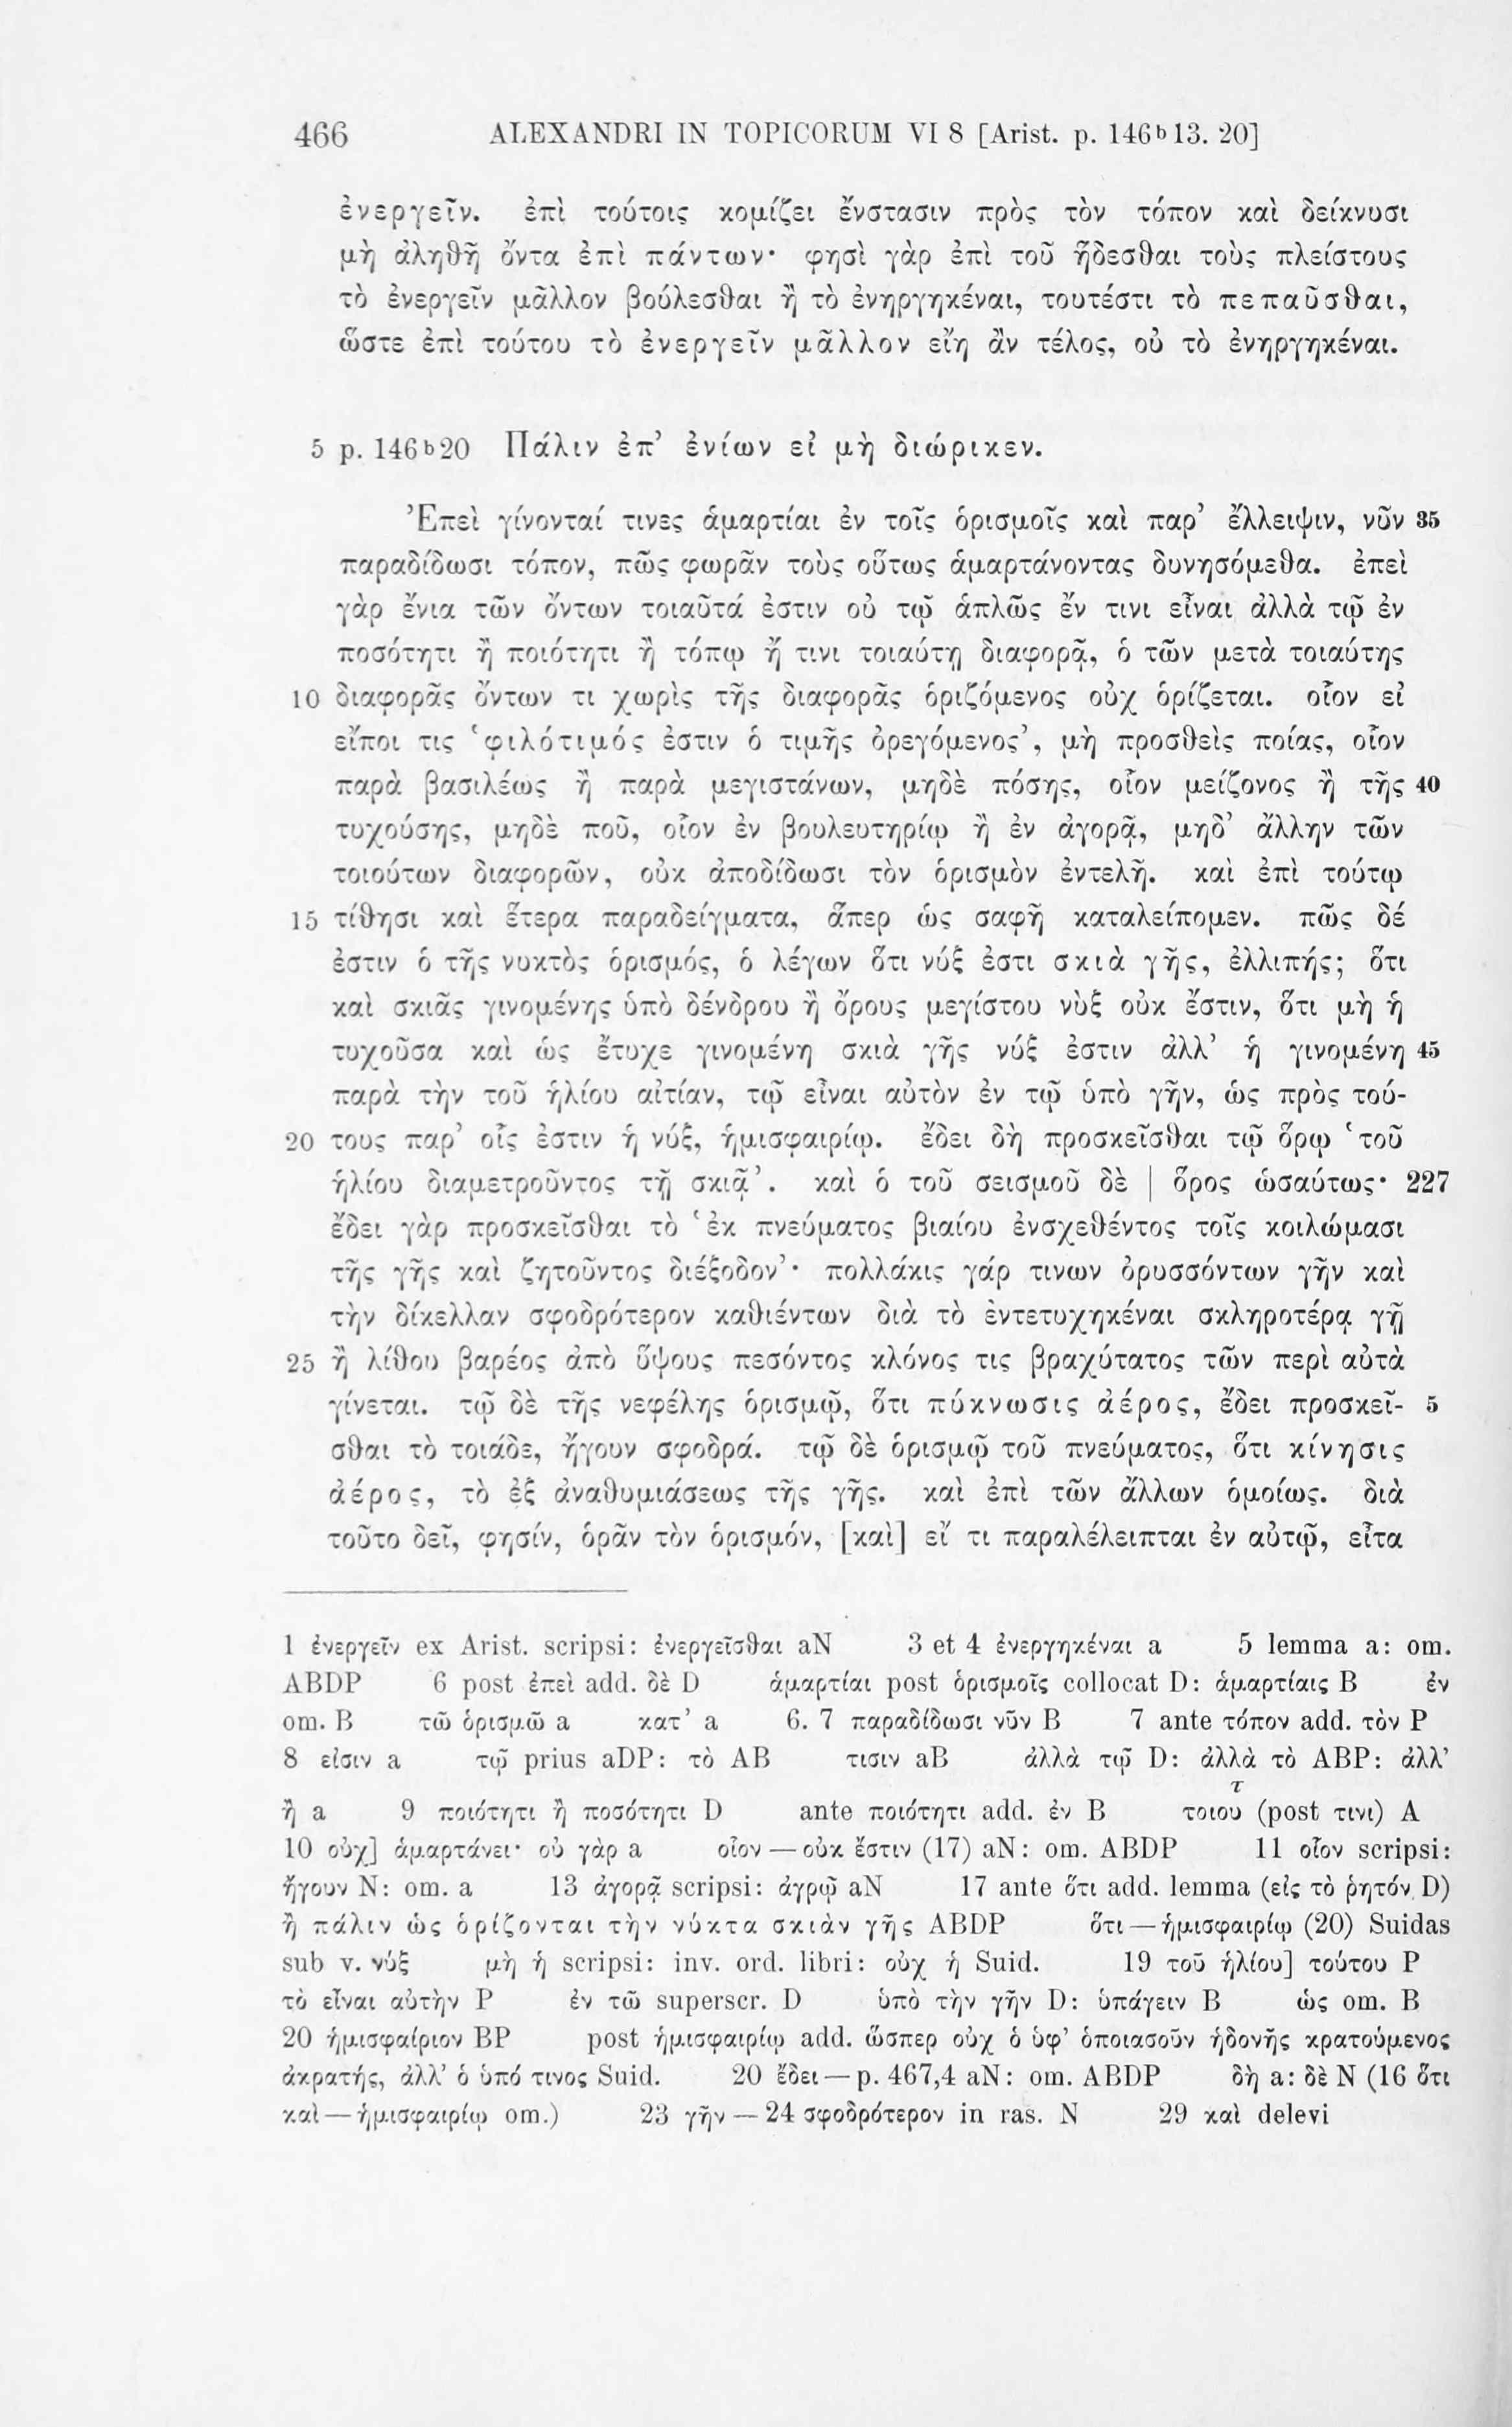 466 ALEXANDRI IN TOPICORUM VI 8 [Arist. p. 146ᵇ13. 20]
ἐνεργεῖν. ἐπὶ τούτοις κομίζει ἔνστασιν πρὸς τὸν τόπον καὶ δείκνυσι
μὴ ἀληθῆ ὄντα ἐπὶ πάντων· φησὶ γὰρ ἐπὶ τοῦ ἥδεσθαι τοὺς πλείστους
τὸ ἐνεργεῖν μᾶλλον βούλεσθαι ἢ τὸ ἐνηργηκέναι, τουτέστι τὸ πεπαῦσθαι,
ὥστε ἐπὶ τούτου τὸ ἐνεργεῖν μᾶλλον εἴη ἂν τέλος, οὐ τὸ ἐνηργηκέναι.
5 p. 146ᵇ20 Πάλιν ἐπ’ ἐνίων εἰ μὴ διώρικεν.
Ἐπεὶ γίνονταί τινες ἁμαρτίαι ἐν τοῖς ὁρισμοῖς καὶ παρ’ ἔλλειψιν, νῦν 35
παραδίδωσι τόπον, πῶς φωρᾶν τοὺς οὕτως ἁμαρτάνοντας δυνησόμεθα. ἐπεὶ
γὰρ ἔνια τῶν ὄντων τοιαῦτά ἐστιν οὐ τῷ ἁπλῶς ἔν τινι εἶναι ἀλλὰ τῷ ἐν
ποσότητι ἢ ποιότητι ἢ τόπῳ ἤ τινι τοιαύτῃ διαφορᾷ, ὁ τῶν μετὰ τοιαύτης
10 διαφορᾶς ὄντων τι χωρὶς τῆς διαφορᾶς ὁριζόμενος οὐχ ὁρίζεται. οἷον εἰ
εἴποι τις ‘φιλότιμός ἐστιν ὁ τιμῆς ὀρεγόμενος’, μὴ προσθεὶς ποίας, οἷον
παρὰ βασιλέως ἢ παρὰ μεγιστάνων, μηδὲ πόσης, οἷον μείζονος ἢ τῆς 40
τυχούσης, μηδὲ ποῦ, οἷον ἐν βουλευτηρίῳ ἢ ἐν ἀγορᾷ, μηδ’ ἄλλην τῶν
τοιούτων διαφορῶν, οὐκ ἀποδίδωσι τὸν ὁρισμὸν ἐντελῆ. καὶ ἐπὶ τούτῳ
15 τίθησι καὶ ἕτερα παραδείγματα, ἅπερ ὡς σαφῆ καταλείπομεν. πῶς δέ
ἐστιν ὁ τῆς νυκτὸς ὁρισμός, ὁ λέγων ὅτι νύξ ἐστι σκιὰ γῆς, ἐλλιπής; ὅτι
καὶ σκιᾶς γινομένης ὑπὸ δένδρου ἢ ὄρους μεγίστου νὺξ οὐκ ἔστιν, ὅτι μὴ ἡ
τυχοῦσα καὶ ὡς ἔτυχε γινομένη σκιὰ γῆς νύξ ἐστιν ἀλλ’ ἡ γινομένη 45
παρὰ τὴν τοῦ ἡλίου αἰτίαν, τῷ εἶναι αὐτὸν ἐν τῷ ὑπὸ γῆν, ὡς πρὸς τού-
20 τους παρ’ οἷς ἐστιν ἡ νύξ, ἡμισφαιρίῳ. ἔδει δὴ προσκεῖσθαι τῷ ὅρῳ ‘τοῦ
ἡλίου διαμετροῦντος τῇ σκιᾷ’. καὶ ὁ τοῦ σεισμοῦ δὲ | ὅρος ὡσαύτως· 227
ἔδει γὰρ προσκεῖσθαι τὸ ‘ἐκ πνεύματος βιαίου ἐνσχεθέντος τοῖς κοιλώμασι
τῆς γῆς καὶ ζητοῦντος διέξοδον’· πολλάκις γάρ τινων ὀρυσσόντων γῆν καὶ
τὴν δίκελλαν σφοδρότερον καθιέντων διὰ τὸ ἐντετυχηκέναι σκληροτέρᾳ γῇ
25 ἢ λίθου βαρέος ἀπὸ ὕψους πεσόντος κλόνος τις βραχύτατος τῶν περὶ αὐτὰ
γίνεται. τῷ δὲ τῆς νεφέλης ὁρισμῷ, ὅτι πύκνωσις ἀέρος, ἔδει προσκεῖ- 5
σθαι τὸ τοιάδε, ἤγουν σφοδρά. τῷ δὲ ὁρισμῷ τοῦ πνεύματος, ὅτι κίνησις
ἀέρος, τὸ ἐξ ἀναθυμιάσεως τῆς γῆς. καὶ ἐπὶ τῶν ἄλλων ὁμοίως. διὰ
τοῦτο δεῖ, φησίν, ὁρᾶν τὸν ὁρισμόν, [καὶ] εἴ τι παραλέλειπται ἐν αὐτῷ, εἶτα
1 ἐνεργεῖν ex Arist. scripsi: ἐνεργεῖσθαι aN 3 et 4 ἐνεργηκέναι a 5 lemma a: om.
ABDP 6 post ἐπεὶ add. δὲ D ἁμαρτίαι post ὁρισμοῖς collocat D: ἁμαρτίαις B ἐν
om. B τῶ ὁρισμῶ a κατ’ a 6. 7 παραδίδωσι νῦν B 7 ante τόπον add. τὸν P
8 εἰσιν a τῷ prius aDP: τὸ AB τισιν aB ἀλλὰ τῷ D: ἀλλὰ τὸ ABP: ἀλλ’
ἢ a 9 ποιότητι ἢ ποσότητι D ante ποιότητι add. ἐν B τοιου͏ͭ (post τινι) A
10 οὐχ] ἁμαρτάνει· οὐ γὰρ a οἷον — οὐκ ἔστιν (17) aN: om. ABDP 11 οἷον scripsi:
ἤγουν N: om. a 13 ἀγορᾷ scripsi: ἀγρῷ aN 17 ante ὅτι add. lemma (εἰς τὸ ῥητόν D)
ἢ πάλιν ὡς ὁρίζονται τὴν νύκτα σκιὰν γῆς ABDP ὅτι — ἡμισφαιρίῳ (20) Suidas
sub v. νύξ μὴ ἡ scripsi: inv. ord. libri: οὐχ ἡ Suid. 19 τοῦ ἡλίου] τούτου P
τὸ εἶναι αὐτὴν P ἐν τῶ superscr. D ὑπὸ τὴν γῆν D: ὑπάγειν B ὡς om. B
20 ἡμισφαίριον BP post ἡμισφαιρίῳ add. ὥσπερ οὐχ ὁ ὑφ’ ὁποιασοῦν ἡδονῆς κρατούμενος
ἀκρατής, ἀλλ’ ὁ ὑπό τινος Suid. 20 ἔδει — p. 467,4 aN: om. ABDP δὴ a: δὲ N (16 ὅτι
καὶ — ἡμισφαιρίῳ om.) 23 γῆν — 24 σφοδρότερον in ras. N 29 καὶ delevi